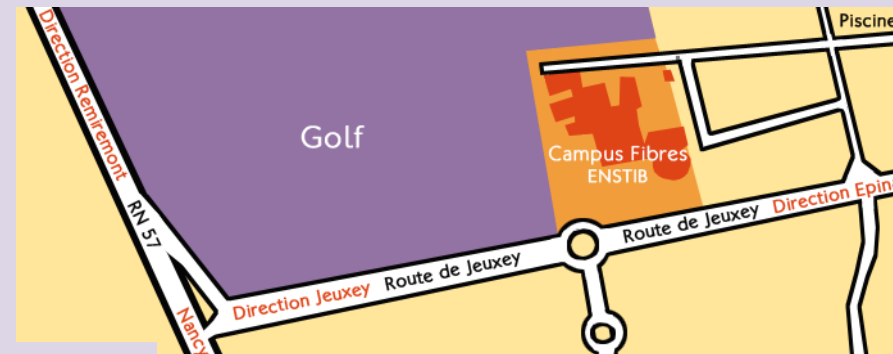 Piscine
Direction Remiremont
RN 57
Nancy
Golf
Campus Fibres
ENSTIB
Direction Jeuxey Route de Jeuxey
Route de Jeuxey Direction Epin